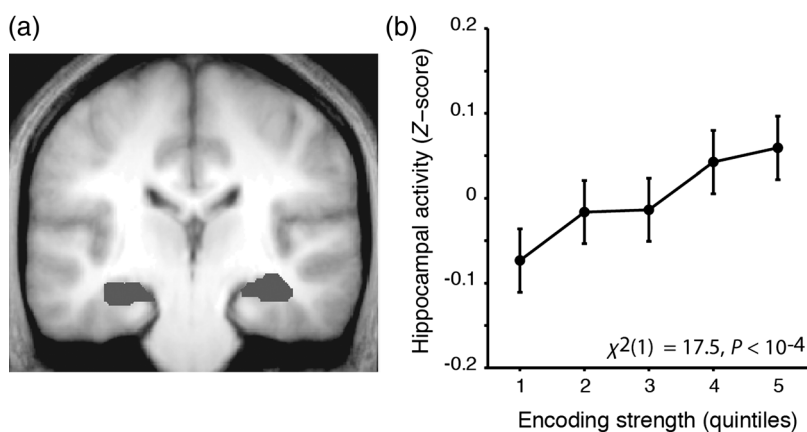 (a)
(b)
Hippocampal activity (Z−score)
0.2
0.1
0
-0.1
-0.2
χ2(1) = 17.5, P < 10-4
1 2 3 4 5
Encoding strength (quintiles)